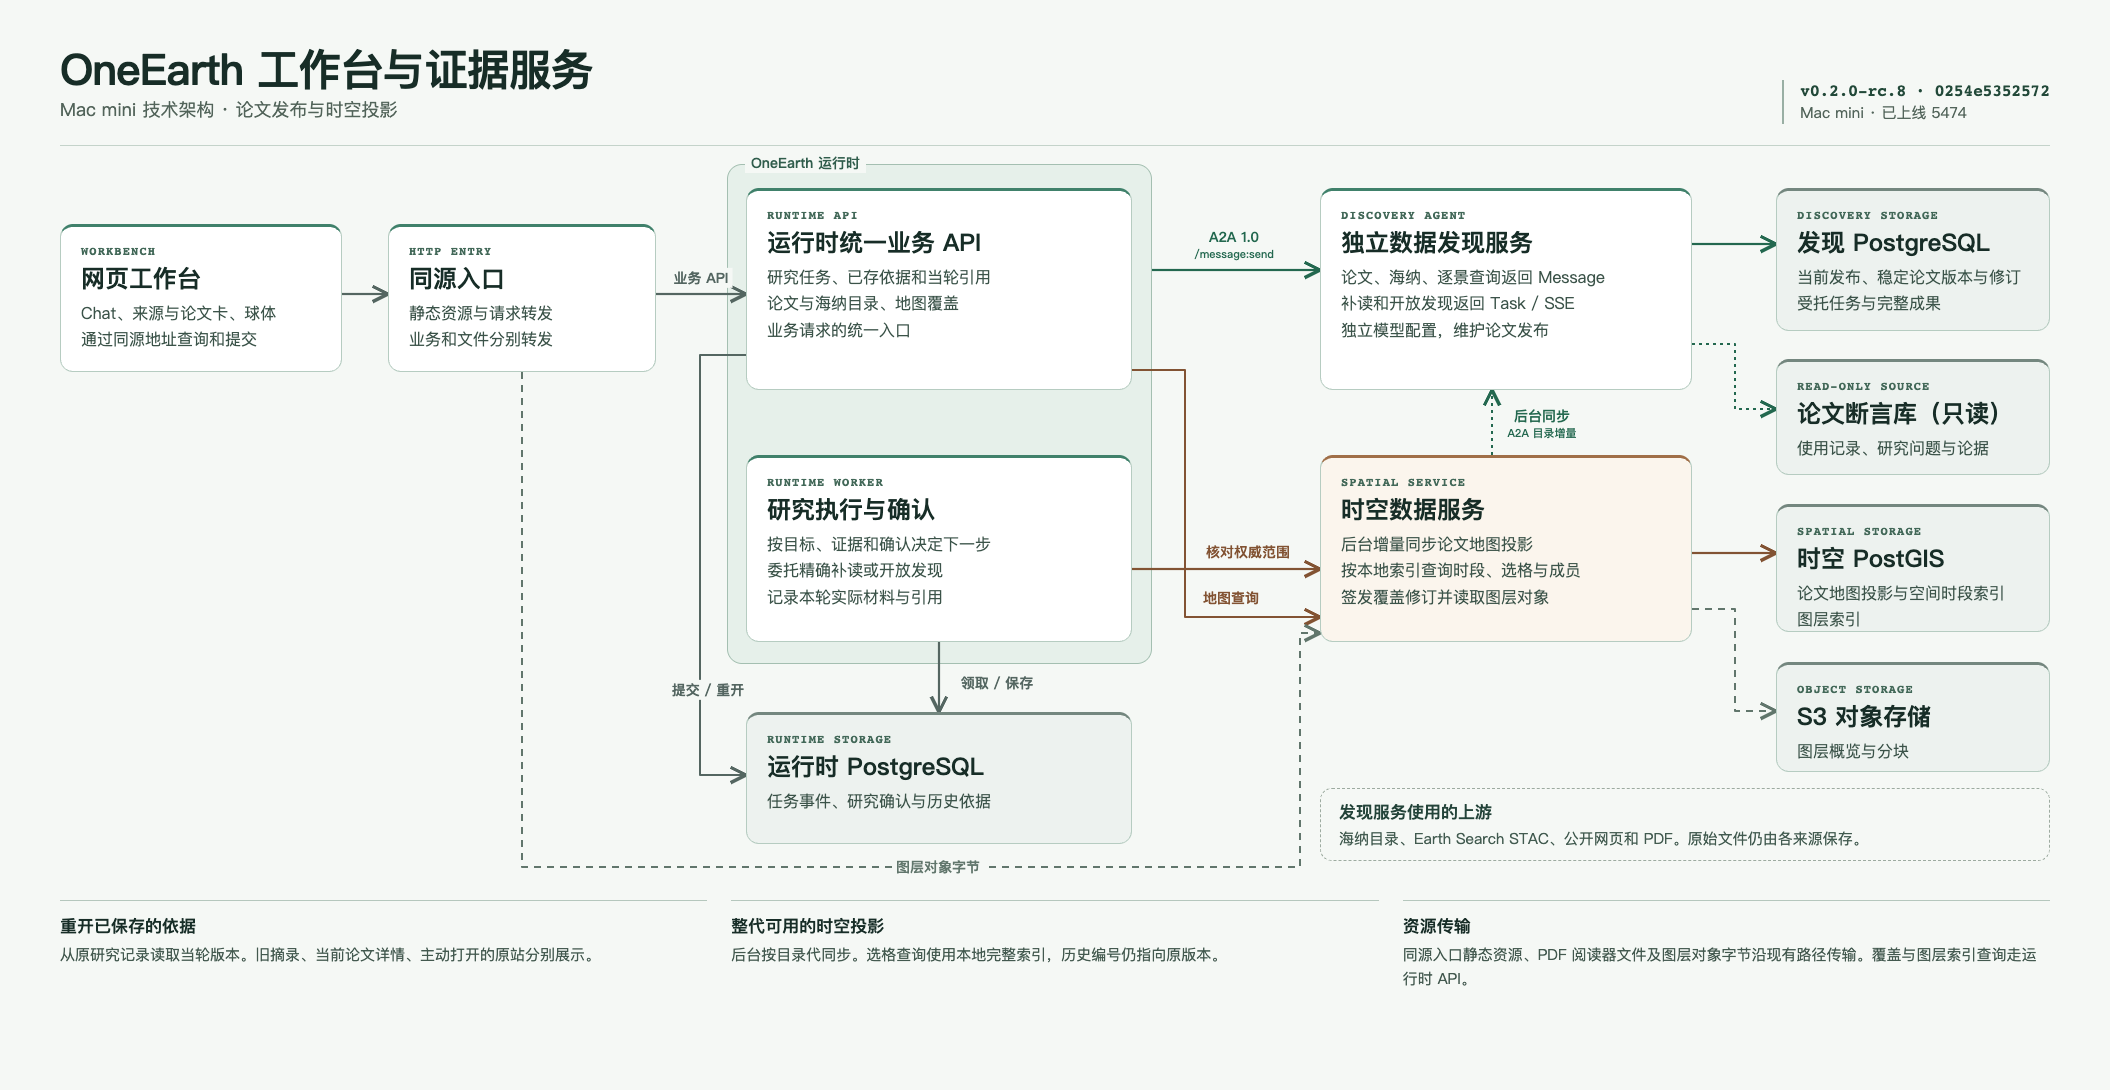 OneEarth 工作台与证据服务
Mac mini 技术架构 · 论文发布与时空投影
v0.2.0-rc.8 · 0254e5352572
Mac mini · 已上线 5474
WORKBENCH
网页工作台
Chat、来源与论文卡、球体
通过同源地址查询和提交
HTTP ENTRY
同源入口
静态资源与请求转发
业务和文件分别转发
业务 API
OneEarth 运行时
RUNTIME API
运行时统一业务 API
研究任务、已存依据和当轮引用
论文与海纳目录、地图覆盖
业务请求的统一入口
A2A 1.0
/message:send
DISCOVERY AGENT
独立数据发现服务
论文、海纳、逐景查询返回 Message
补读和开放发现返回 Task / SSE
独立模型配置，维护论文发布
DISCOVERY STORAGE
发现 PostgreSQL
当前发布、稳定论文版本与修订
受托任务与完整成果
READ-ONLY SOURCE
论文断言库（只读）
使用记录、研究问题与论据
后台同步
A2A 目录增量
RUNTIME WORKER
研究执行与确认
按目标、证据和确认决定下一步
委托精确补读或开放发现
记录本轮实际材料与引用
核对权威范围
地图查询
SPATIAL SERVICE
时空数据服务
后台增量同步论文地图投影
按本地索引查询时段、选格与成员
签发覆盖修订并读取图层对象
SPATIAL STORAGE
时空 PostGIS
论文地图投影与空间时段索引
图层索引
OBJECT STORAGE
S3 对象存储
图层概览与分块
提交 / 重开
领取 / 保存
RUNTIME STORAGE
运行时 PostgreSQL
任务事件、研究确认与历史依据
图层对象字节
发现服务使用的上游
海纳目录、Earth Search STAC、公开网页和 PDF。原始文件仍由各来源保存。
重开已保存的依据
从原研究记录读取当轮版本。旧摘录、当前论文详情、主动打开的原站分别展示。
整代可用的时空投影
后台按目录代同步。选格查询使用本地完整索引，历史编号仍指向原版本。
资源传输
同源入口静态资源、PDF 阅读器文件及图层对象字节沿现有路径传输。覆盖与图层索引查询走运
行时 API。